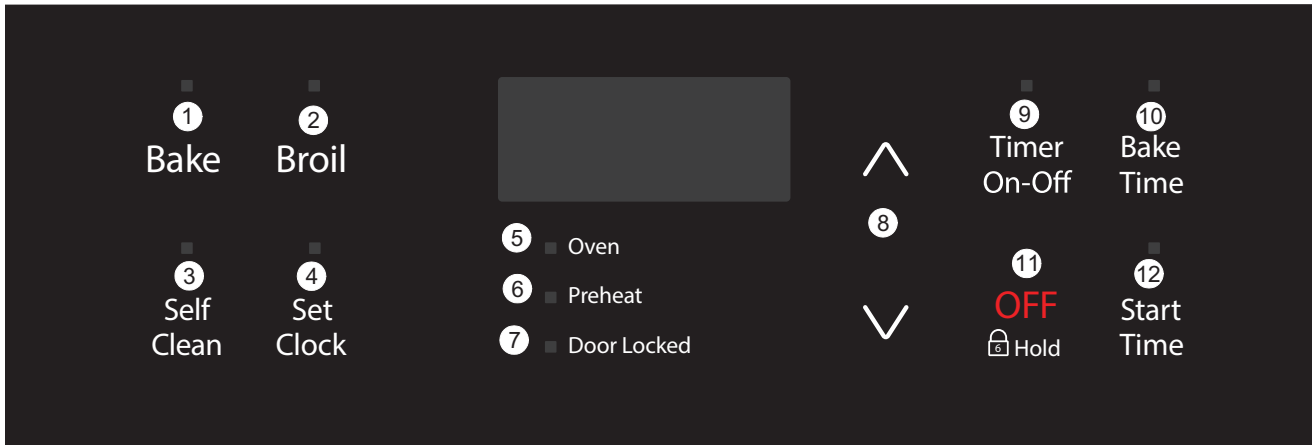 1
Bake
2
Broil
3
Self
Clean
4
Set
Clock
5 Oven
6 Preheat
7 Door Locked
8
9
Timer
On-Off
10
Bake
Time
11
OFF
6 Hold
12
Start
Time